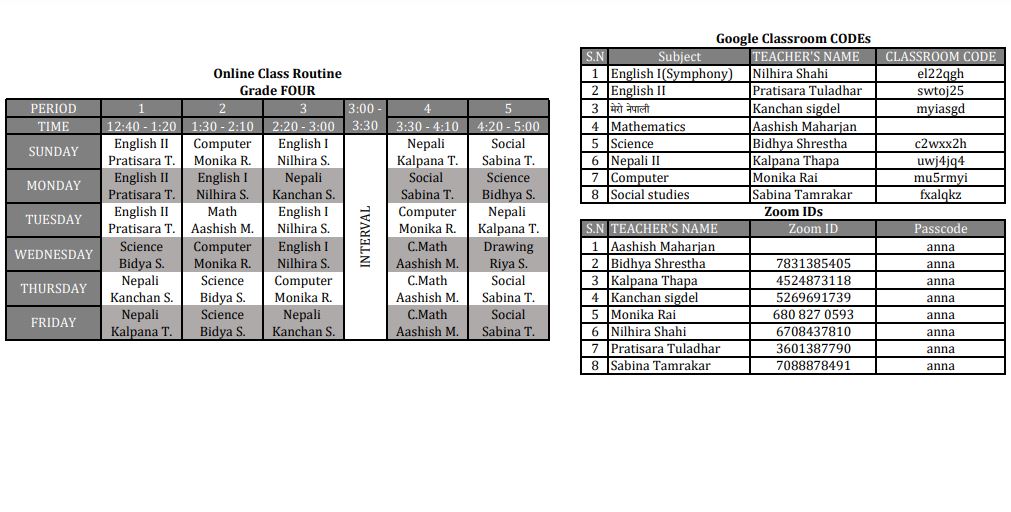 Online Class Routine
Grade FOUR
PERIOD 1 2 3 3:00 - 3:30 4 5
TIME 12:40 - 1:20 1:30 - 2:10 2:20 - 3:00 3:30 - 4:10 4:20 - 5:00
SUNDAY English II Computer English I Nepali Social
Pratisara T. Monika R. Nilhira S. Kalpana T. Sabina T.
MONDAY English II English I Nepali Social Science
Pratisara T. Nilhira S. Kanchan S. Sabina T. Bidhya S.
TUESDAY English II Math English I Computer Nepali
Pratisara T. Aashish M. Nilhira S. Monika R. Kalpana T.
WEDNESDAY Science Computer English I C.Math Drawing
Bidya S. Monika R. Nilhira S. Aashish M. Riya S.
THURSDAY Nepali Science Computer C.Math Social
Kanchan S. Bidya S. Monika R. Aashish M. Sabina T.
FRIDAY Nepali Science Nepali C.Math Social
Kalpana T. Bidya S. Kanchan S. Aashish M. Sabina T.
INTERVAL
Google Classroom CODEs
S.N Subject TEACHER'S NAME CLASSROOM CODE
1 English I(Symphony) Nilhira Shahi el22qgh
2 English II Pratisara Tuladhar swtoj25
3 मेरो नेपाली Kanchan sigdel myiasgd
4 Mathematics Aashish Maharjan
5 Science Bidhya Shrestha c2wxx2h
6 Nepali II Kalpana Thapa uwj4jq4
7 Computer Monika Rai mu5rmyi
8 Social studies Sabina Tamrakar fxalqkz
Zoom IDs
S.N TEACHER'S NAME Zoom ID Passcode
1 Aashish Maharjan anna
2 Bidhya Shrestha 7831385405 anna
3 Kalpana Thapa 4524873118 anna
4 Kanchan sigdel 5269691739 anna
5 Monika Rai 680 827 0593 anna
6 Nilhira Shahi 6708437810 anna
7 Pratisara Tuladhar 3601387790 anna
8 Sabina Tamrakar 7088878491 anna